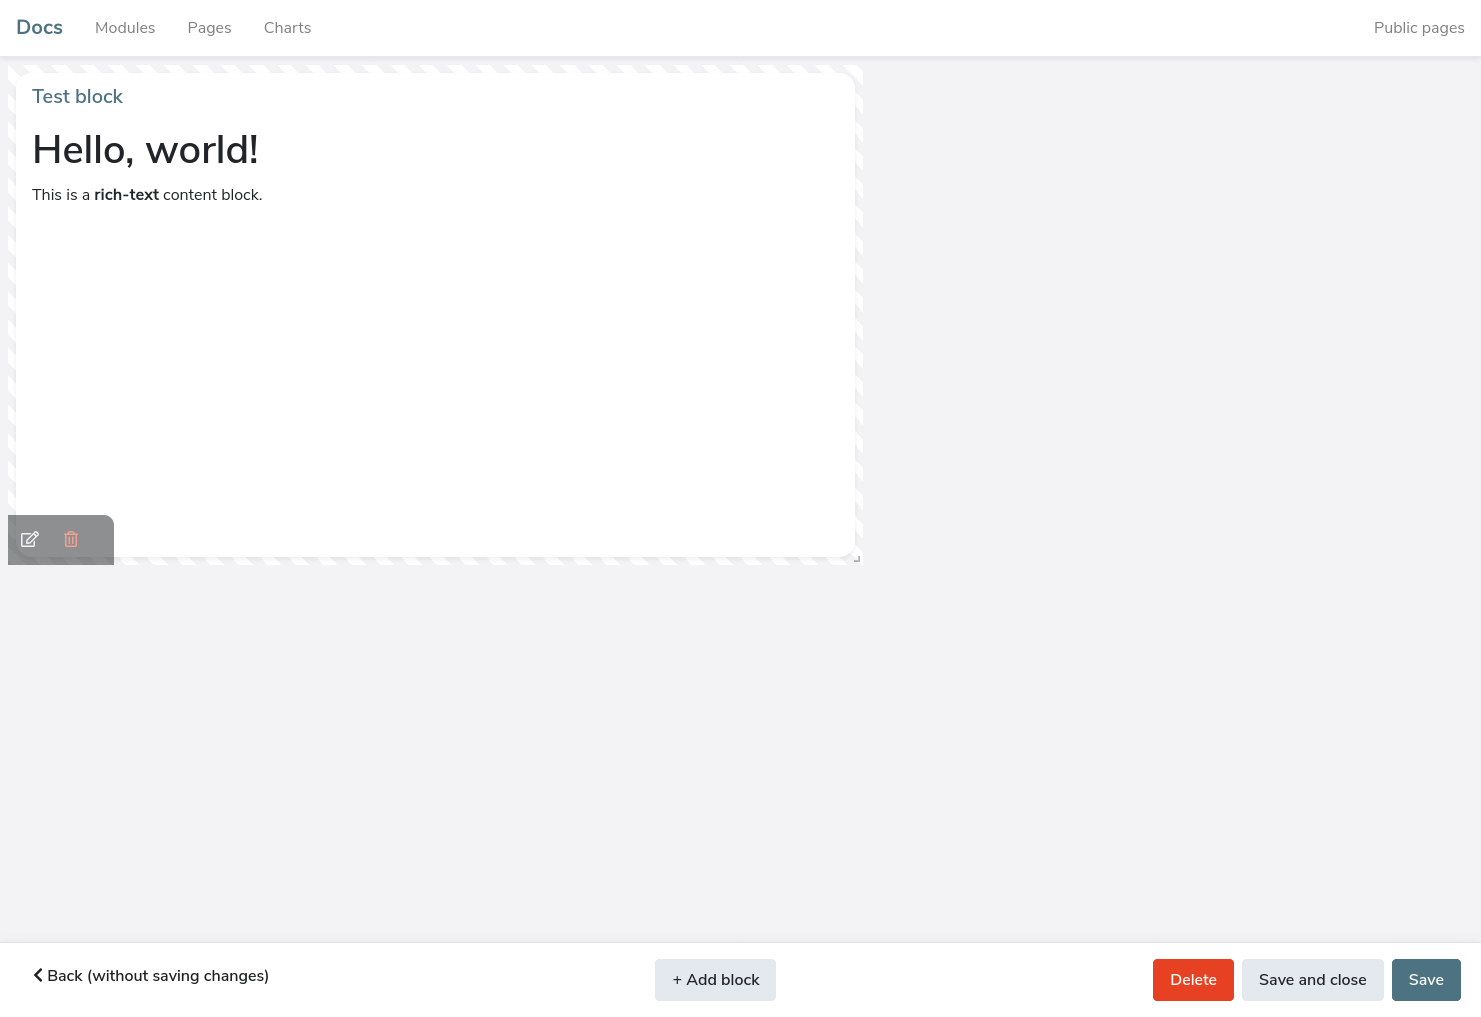 Docs Modules Pages Charts Public pages
Test block
Hello, world!
This is a rich-text content block.
Back (without saving changes) + Add block Delete Save and close Save